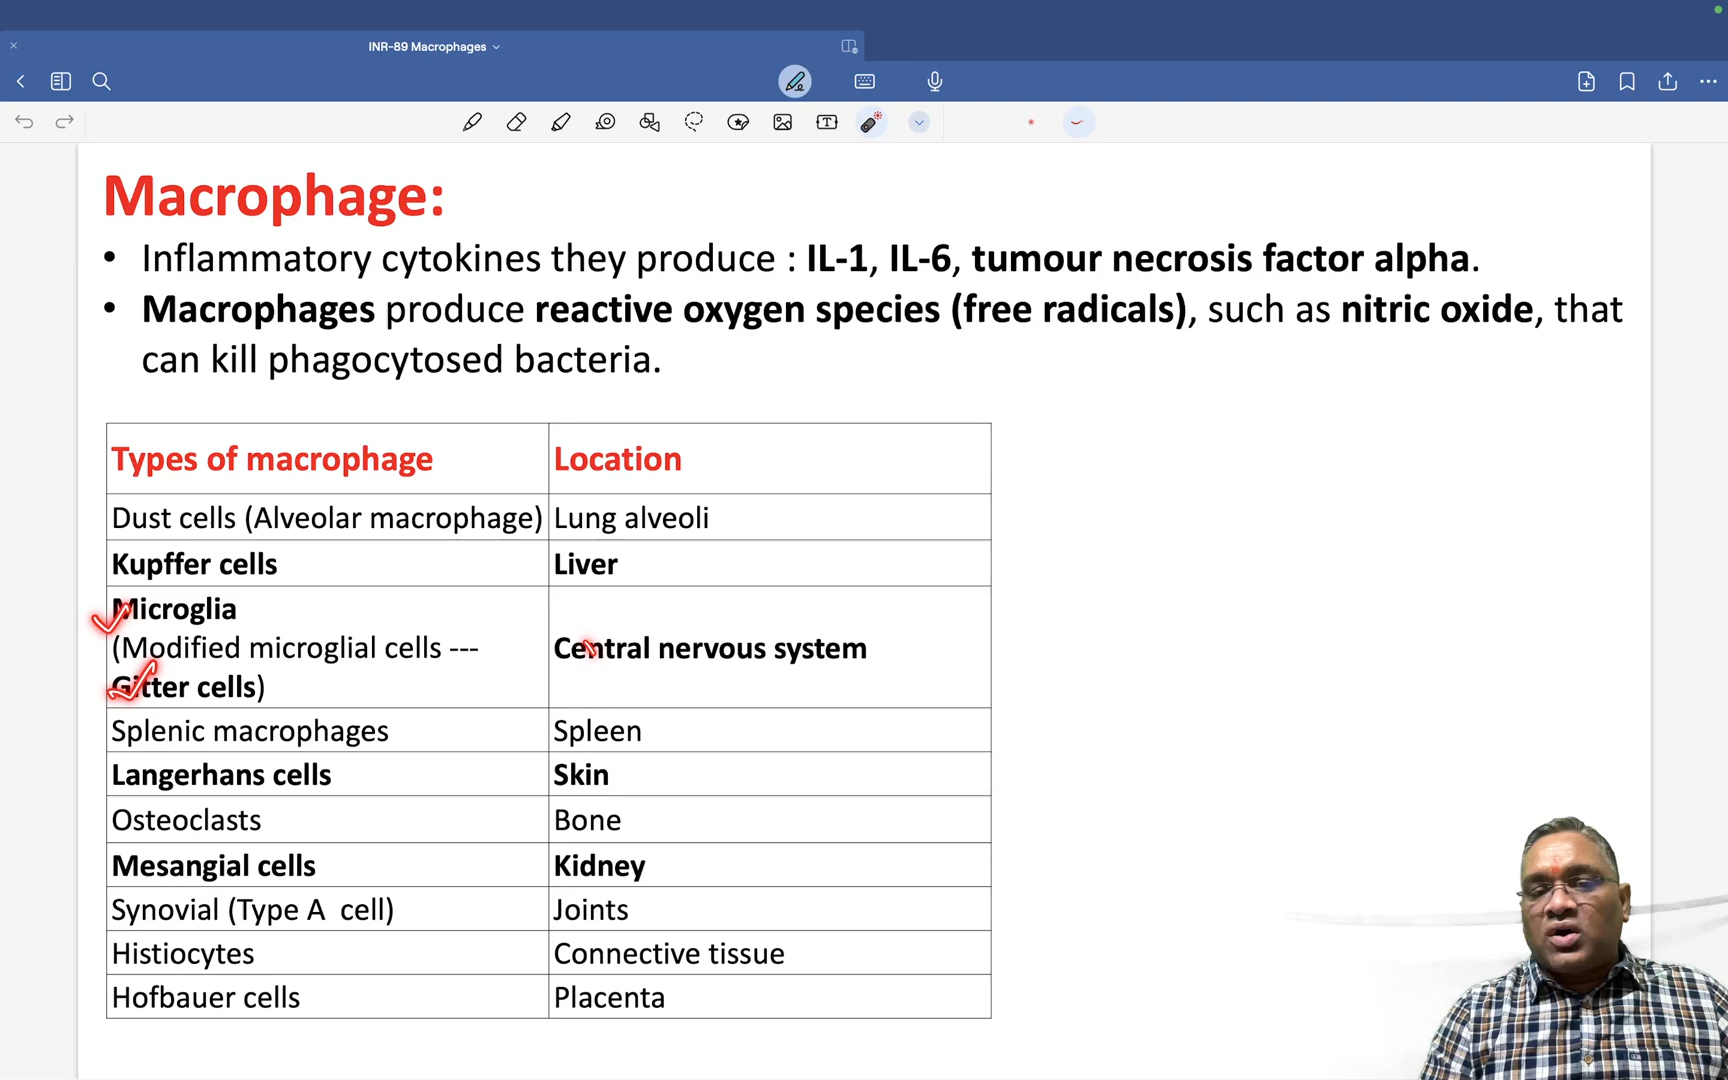 INR-89 Macrophages
Macrophage:
• Inflammatory cytokines they produce : IL-1, IL-6, tumour necrosis factor alpha.
• Macrophages produce reactive oxygen species (free radicals), such as nitric oxide, that
can kill phagocytosed bacteria.
Types of macrophage Location
Dust cells (Alveolar macrophage) Lung alveoli
Kupffer cells Liver
Microglia
(Modified microglial cells --- Central nervous system
Gitter cells)
Splenic macrophages Spleen
Langerhans cells Skin
Osteoclasts Bone
Mesangial cells Kidney
Synovial (Type A cell) Joints
Histiocytes Connective tissue
Hofbauer cells Placenta